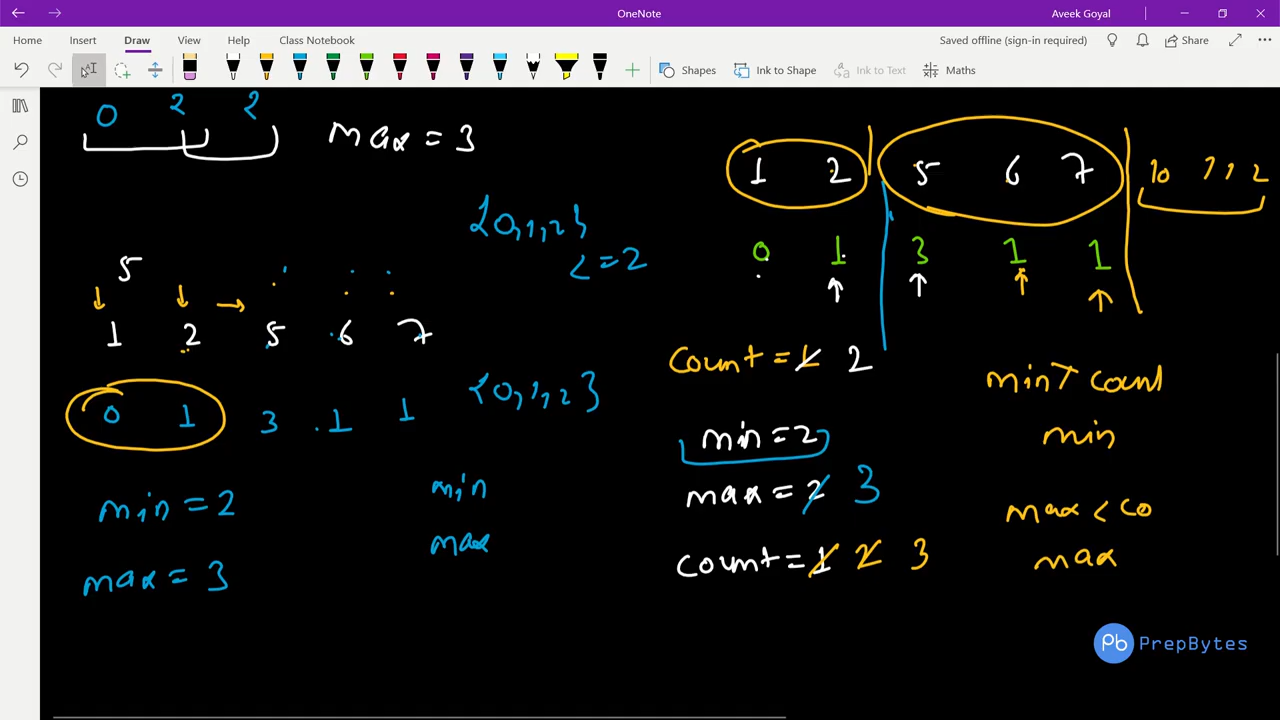 OneNote
Aveek Goyal
Home Insert Draw View Help Class Notebook
Saved offline (sign-in required)
Share
Shapes
Ink to Shape
Ink to Text
Maths
0 2 2
max = 3
{0,1,2}
<=2
5
1 2 5 6 7
0 1 3 1 1
{0,1,2}
min = 2
max = 3
min
max
1 2 5 6 7 10 11 12
0 1 3 1 1
count = 1 2
min = 2
max = 2 3
count = 1 2 3
min > count
min
max < co
max
Pb PrepBytes